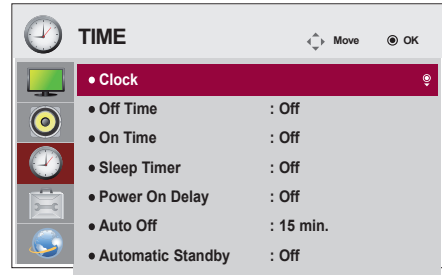 TIME
Move OK
● Clock
● Off Time : Off
● On Time : Off
● Sleep Timer : Off
● Power On Delay : Off
● Auto Off : 15 min.
● Automatic Standby : Off